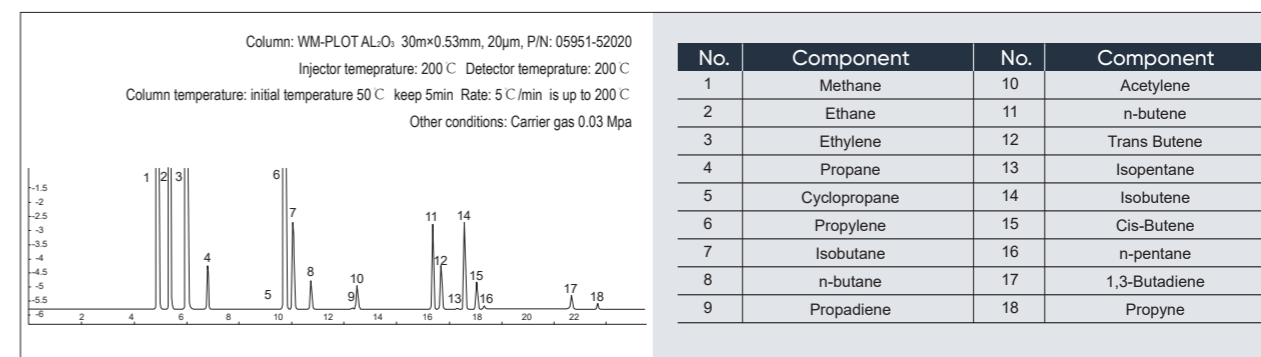 Column: WM-PLOT AL₂O₃ 30m×0.53mm, 20μm, P/N: 05951-52020
Injector temeprature: 200℃ Detector temeprature: 200℃
Column temperature: initial temperature 50℃ keep 5min Rate: 5℃/min is up to 200℃
Other conditions: Carrier gas 0.03 Mpa
1 2 3 6
-1.5
-2
-2.5
-3
-3.5
-4
-4.5
-5
-5.5
-6
4 5 7 8 9 10 11 12 13 14 15 16 17 18
2 4 6 8 10 12 14 16 18 20 22
No. Component No. Component
1 Methane 10 Acetylene
2 Ethane 11 n-butene
3 Ethylene 12 Trans Butene
4 Propane 13 Isopentane
5 Cyclopropane 14 Isobutene
6 Propylene 15 Cis-Butene
7 Isobutane 16 n-pentane
8 n-butane 17 1,3-Butadiene
9 Propadiene 18 Propyne